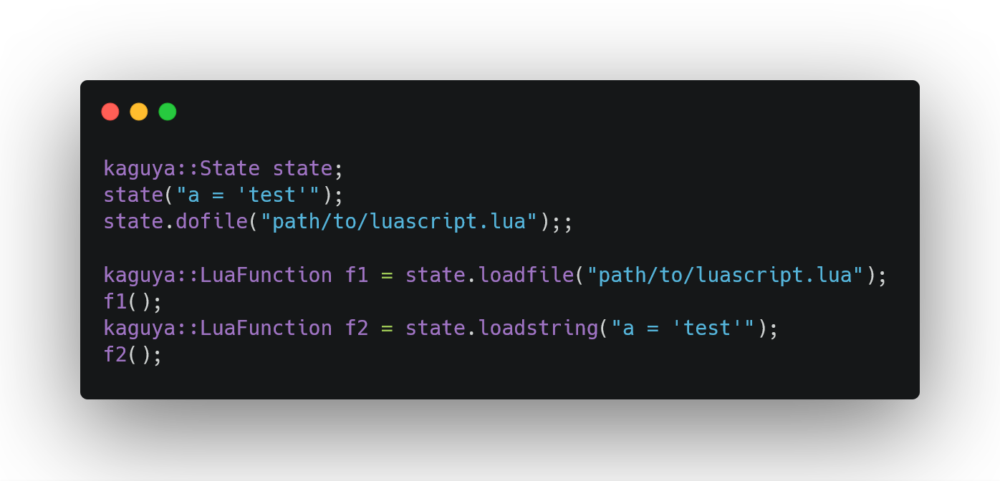 kaguya::State state;
state("a = 'test'");
state.dofile("path/to/luascript.lua");;
kaguya::LuaFunction f1 = state.loadfile("path/to/luascript.lua");
f1();
kaguya::LuaFunction f2 = state.loadstring("a = 'test'");
f2();